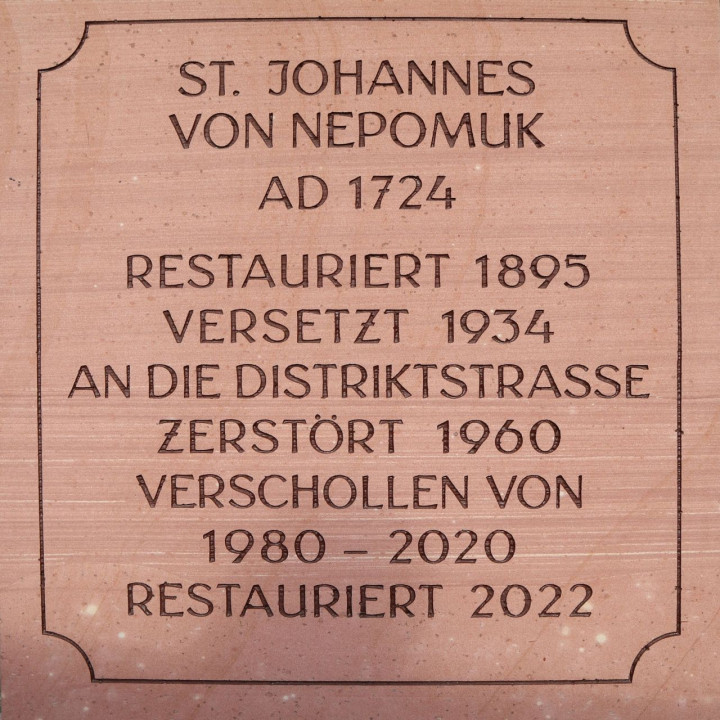 ST. JOHANNES
VON NEPOMUK
AD 1724
RESTAURIERT 1895
VERSETZT 1934
AN DIE DISTRIKTSTRASSE
ZERSTÖRT 1960
VERSCHOLLEN VON
1980 – 2020
RESTAURIERT 2022